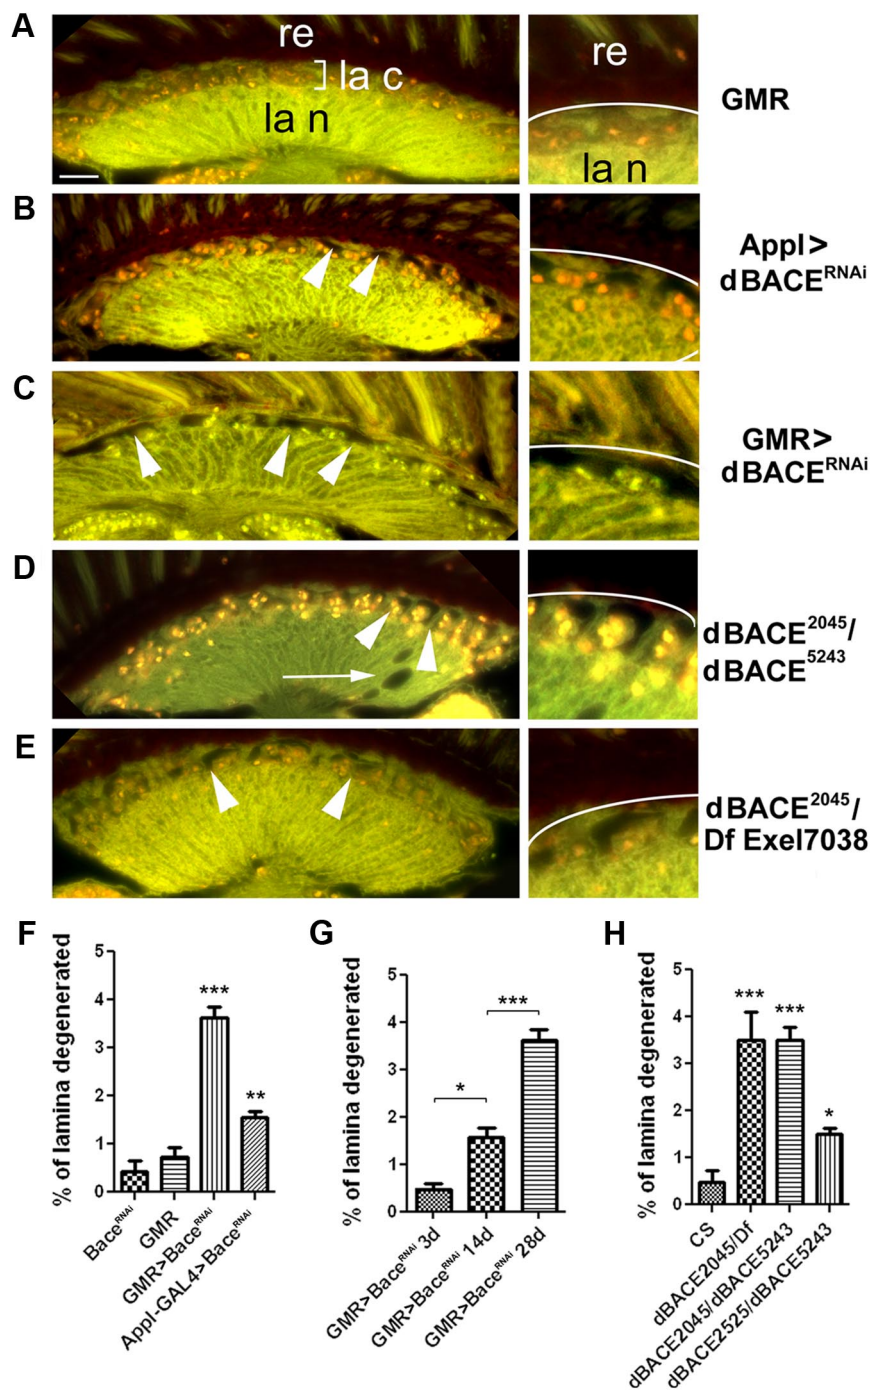 A
re
la c
la n
re
la n
GMR
B
Appl>
dBACE^RNAi
C
GMR>
dBACE^RNAi
D
dBACE^2045/
dBACE^5243
E
dBACE^2045/
Df Exel7038
F
% of lamina degenerated
5
4
3
2
1
0
***
**
Bace^RNAi
GMR
GMR>Bace^RNAi
Appl-GAL4>Bace^RNAi
G
% of lamina degenerated
5
4
3
2
1
0
*
***
GMR>Bace^RNAi 3d
GMR>Bace^RNAi 14d
GMR>Bace^RNAi 28d
H
% of lamina degenerated
5
4
3
2
1
0
***
***
*
CS
dBACE2045/Df
dBACE2045/dBACE5243
dBACE2525/dBACE5243